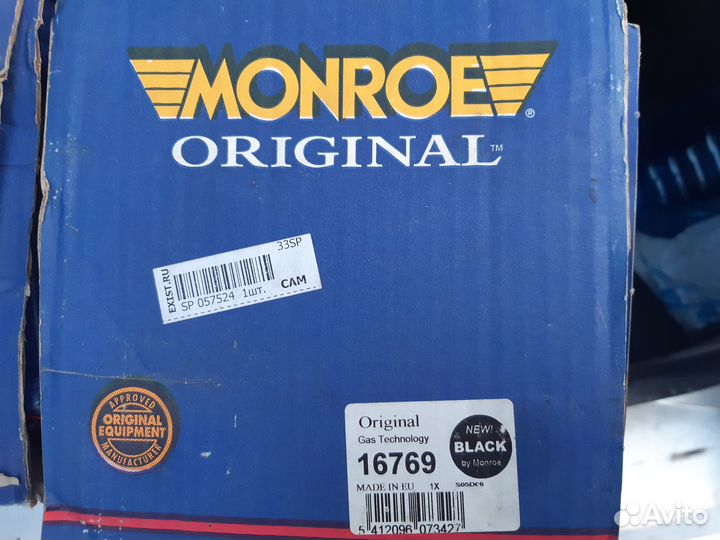 MONROE®
ORIGINAL™
33SP
EXIST.RU
SP 057524 1шт. САМ
APPROVED
ORIGINAL
EQUIPMENT
MANUFACTURER
Original
Gas Technology
16769
NEW!
BLACK
by Monroe
MADE IN EU 1X
5 412096 073427
Avito